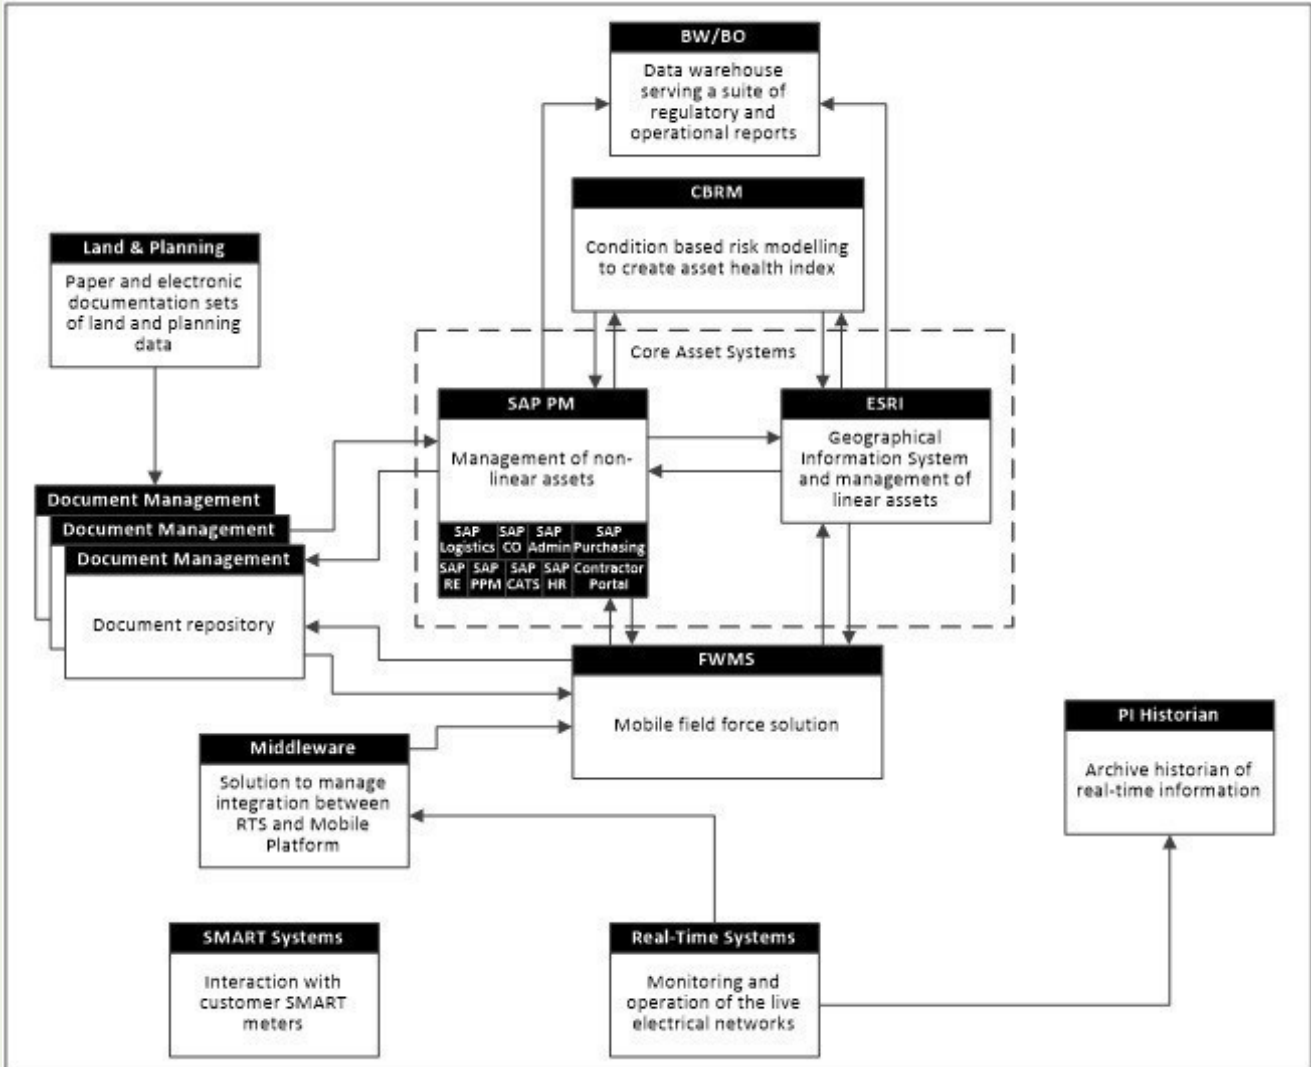 BW/BO
Data warehouse
serving a suite of
regulatory and
operational reports
CBRM
Condition based risk modelling
to create asset health index
Land & Planning
Paper and electronic
documentation sets
of land and planning
data
Core Asset Systems
SAP PM
Management of non-
linear assets
SAP Logistics
SAP CO
SAP Admin
SAP Purchasing
SAP RE
SAP PPM
SAP CATS
SAP HR
Contractor Portal
ESRI
Geographical
Information System
and management of
linear assets
Document Management
Document Management
Document Management
Document repository
FWMS
Mobile field force solution
Middleware
Solution to manage
integration between
RTS and Mobile
Platform
PI Historian
Archive historian of
real-time information
SMART Systems
Interaction with
customer SMART
meters
Real-Time Systems
Monitoring and
operation of the live
electrical networks